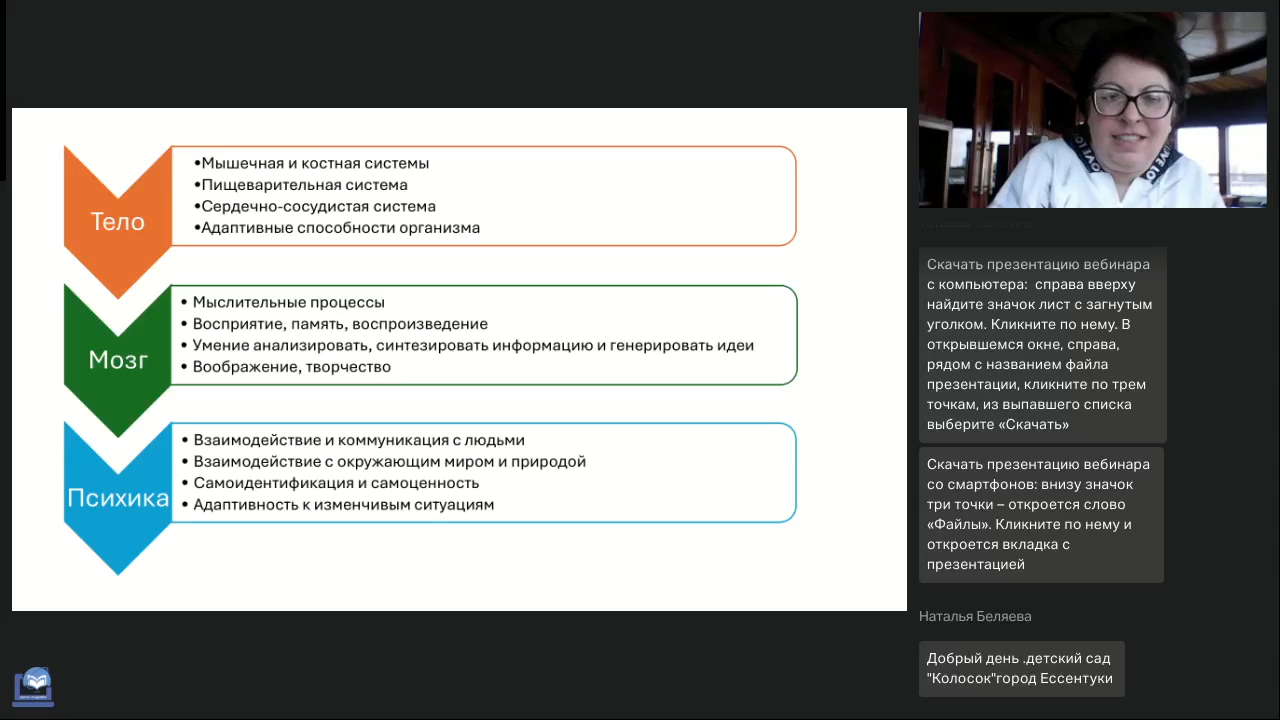 Тело
•Мышечная и костная системы
•Пищеварительная система
•Сердечно-сосудистая система
•Адаптивные способности организма
Мозг
• Мыслительные процессы
• Восприятие, память, воспроизведение
• Умение анализировать, синтезировать информацию и генерировать идеи
• Воображение, творчество
Психика
• Взаимодействие и коммуникация с людьми
• Взаимодействие с окружающим миром и природой
• Самоидентификация и самоценность
• Адаптивность к изменчивым ситуациям
Скачать презентацию вебинара
с компьютера: справа вверху
найдите значок лист с загнутым
уголком. Кликните по нему. В
открывшемся окне, справа,
рядом с названием файла
презентации, кликните по трем
точкам, из выпавшего списка
выберите «Скачать»
Скачать презентацию вебинара
со смартфонов: внизу значок
три точки – откроется слово
«Файлы». Кликните по нему и
откроется вкладка с
презентацией
Наталья Беляева
Добрый день .детский сад
"Колосок"город Ессентуки